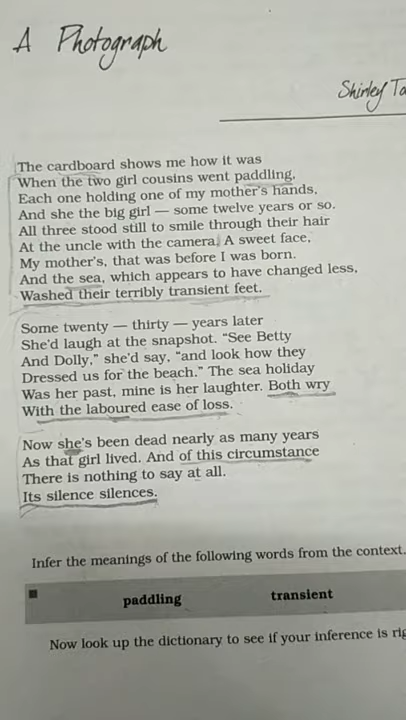 A Photograph
Shirley To
The cardboard shows me how it was
When the two girl cousins went paddling,
Each one holding one of my mother's hands,
And she the big girl — some twelve years or so.
All three stood still to smile through their hair
At the uncle with the camera. A sweet face,
My mother's, that was before I was born.
And the sea, which appears to have changed less,
Washed their terribly transient feet.
Some twenty — thirty — years later
She'd laugh at the snapshot. "See Betty
And Dolly," she'd say, "and look how they
Dressed us for the beach." The sea holiday
Was her past, mine is her laughter. Both wry
With the laboured ease of loss.
Now she's been dead nearly as many years
As that girl lived. And of this circumstance
There is nothing to say at all.
Its silence silences.
Infer the meanings of the following words from the context.
paddling transient
Now look up the dictionary to see if your inference is rig